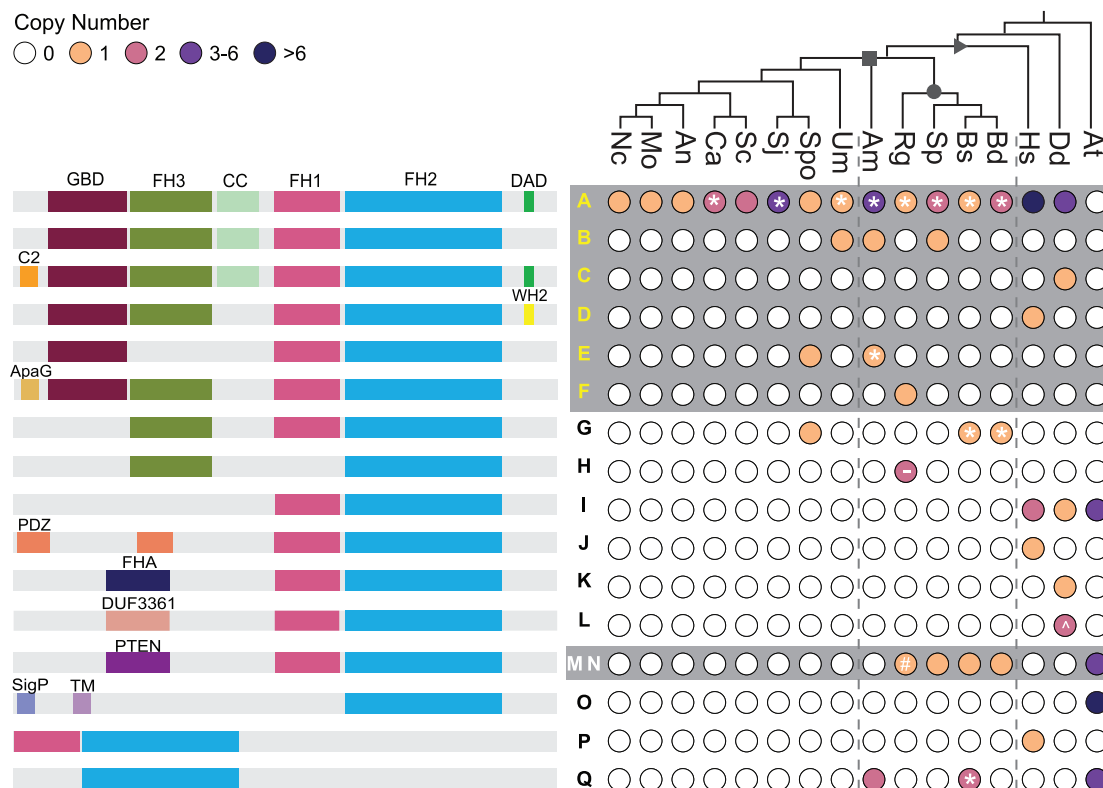 Copy Number
0 1 2 3-6 >6
Nc Mo An Ca Sc Sj Spo Um Am Rg Sp Bs Bd Hs Dd At
GBD FH3 CC FH1 FH2 DAD
A * * * * * * * *
B
C2
C
WH2
D
E *
ApaG
F
G * *
H -
I
PDZ
J
FHA
K
DUF3361
L ^
PTEN
M N #
SigP TM
O
P
Q *